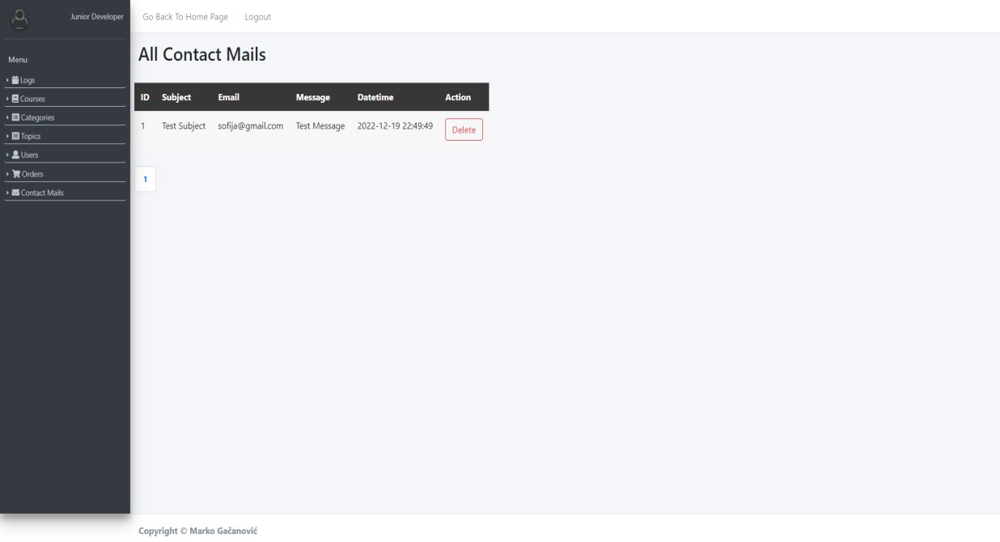 Junior Developer
Go Back To Home Page Logout
Menu
Logs
Courses
Categories
Topics
Users
Orders
Contact Mails
All Contact Mails
ID Subject Email Message Datetime Action
1 Test Subject sofija@gmail.com Test Message 2022-12-19 22:49:49 Delete
1
Copyright © Marko Gačanović